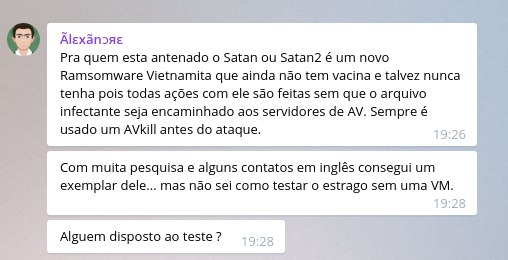 Ãlɛxãnɔяɛ
Pra quem esta antenado o Satan ou Satan2 é um novo
Ramsomware Vietnamita que ainda não tem vacina e talvez nunca
tenha pois todas ações com ele são feitas sem que o arquivo
infectante seja encaminhado aos servidores de AV. Sempre é
usado um AVkill antes do ataque.
19:26
Com muita pesquisa e alguns contatos em inglês consegui um
exemplar dele... mas não sei como testar o estrago sem uma VM.
19:28
Alguem disposto ao teste ?
19:28